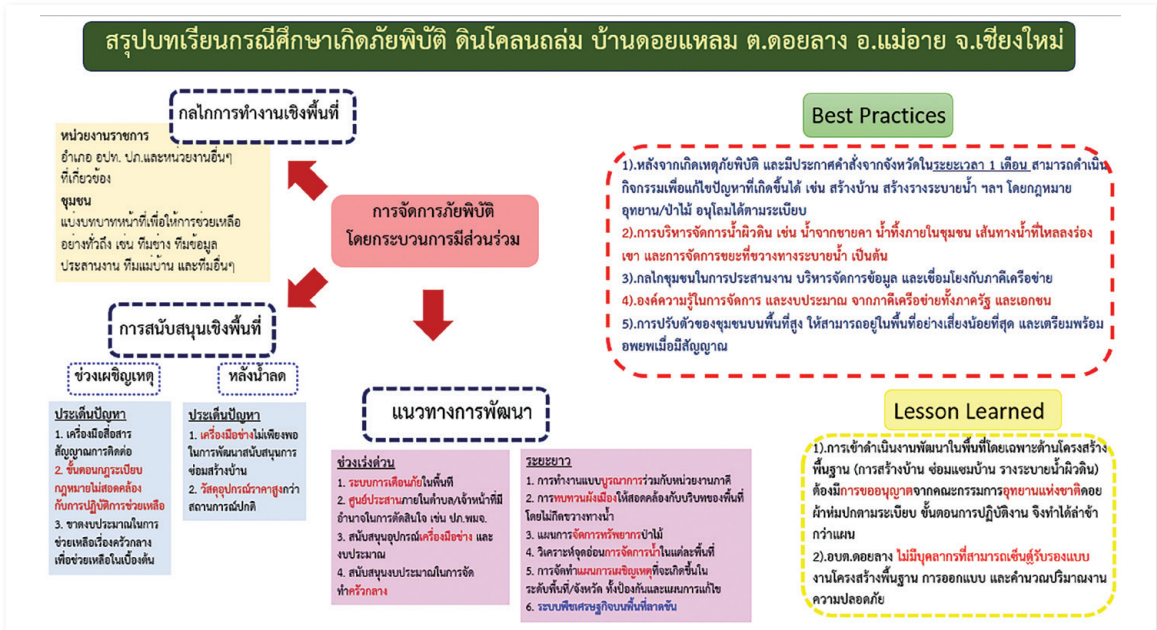 สรุปบทเรียนกรณีศึกษาเกิดภัยพิบัติ ดินโคลนถล่ม บ้านดอยแหลม ต.ดอยลาง อ.แม่อาย จ.เชียงใหม่
กลไกการทำงานเชิงพื้นที่
หน่วยงานราชการ
อำเภอ อปท. ปภ.และหน่วยงานอื่นๆ
ที่เกี่ยวข้อง
ชุมชน
แบ่งบทบาทหน้าที่เพื่อให้การช่วยเหลือ
อย่างทั่วถึง เช่น ทีมช่าง ทีมข้อมูล
ประสานงาน ทีมแม่บ้าน และทีมอื่นๆ
การจัดการภัยพิบัติ
โดยกระบวนการมีส่วนร่วม
การสนับสนุนเชิงพื้นที่
ช่วงเผชิญเหตุ
ประเด็นปัญหา
1. เครื่องมือสื่อสาร
สัญญาณการติดต่อ
2. ขั้นตอนกฎระเบียบ
กฎหมายไม่สอดคล้อง
กับการปฏิบัติการช่วยเหลือ
3. ขาดงบประมาณในการ
ช่วยเหลือเรื่องครัวกลาง
เพื่อช่วยเหลือในเบื้องต้น
หลังน้ำลด
ประเด็นปัญหา
1. เครื่องมือช่างไม่เพียงพอ
ในการพัฒนาสนับสนุนการ
ซ่อมสร้างบ้าน
2. วัสดุอุปกรณ์ราคาสูงกว่า
สถานการณ์ปกติ
แนวทางการพัฒนา
ช่วงเร่งด่วน
1. ระบบการเตือนภัยในพื้นที่
2. ศูนย์ประสานภายในตำบล/เจ้าหน้าที่มี
อำนาจในการตัดสินใจ เช่น ปภ.พมจ.
3. สนับสนุนอุปกรณ์เครื่องมือช่าง และ
งบประมาณ
4. สนับสนุนงบประมาณในการจัด
ทำครัวกลาง
ระยะยาว
1. การทำงานแบบบูรณาการร่วมกับหน่วยงานภาคี
2. การทบทวนผังเมืองให้สอดคล้องกับบริบทของพื้นที่
โดยไม่กีดขวางทางน้ำ
3. แผนการจัดการทรัพยากรป่าไม้
4. วิเคราะห์จุดอ่อนการจัดการน้ำในแต่ละพื้นที่
5. การจัดทำแผนการเผชิญเหตุที่จะเกิดขึ้นใน
ระดับพื้นที่/จังหวัด ทั้งป้องกันและแผนการแก้ไข
6. ระบบพืชเศรษฐกิจบนพื้นที่ลาดชัน
Best Practices
1).หลังจากเกิดเหตุภัยพิบัติ และมีประกาศคำสั่งจากจังหวัดในระยะเวลา 1 เดือน สามารถดำเนิน
กิจกรรมเพื่อแก้ไขปัญหาที่เกิดขึ้นได้ เช่น สร้างบ้าน สร้างรางระบายน้ำ ฯลฯ โดยกฎหมาย
อุทยาน/ป่าไม้ อนุโลมได้ตามระเบียบ
2).การบริหารจัดการน้ำผิวดิน เช่น น้ำจากชายคา น้ำทิ้งภายในชุมชน เส้นทางน้ำที่ไหลลงร่อง
เขา และการจัดการขยะที่ขวางทางระบายน้ำ เป็นต้น
3).กลไกชุมชนในการประสานงาน บริหารจัดการข้อมูล และเชื่อมโยงกับภาคีเครือข่าย
4).องค์ความรู้ในการจัดการ และงบประมาณ จากภาคีเครือข่ายทั้งภาครัฐ และเอกชน
5).การปรับตัวของชุมชนบนพื้นที่สูง ให้สามารถอยู่ในพื้นที่อย่างเสี่ยงน้อยที่สุด และเตรียมพร้อม
อพยพเมื่อมีสัญญาณ
Lesson Learned
1).การเข้าดำเนินงานพัฒนาในพื้นที่โดยเฉพาะด้านโครงสร้าง
พื้นฐาน (การสร้างบ้าน ซ่อมแซมบ้าน รางระบายน้ำผิวดิน)
ต้องมีการขออนุญาตจากคณะกรรมการอุทยานแห่งชาติดอย
ผ้าห่มปกตามระเบียบ ขั้นตอนการปฏิบัติงาน จึงทำได้ล่าช้า
กว่าแผน
2).อบต.ดอยลาง ไม่มีบุคลากรที่สามารถเซ็นต์รับรองแบบ
งานโครงสร้างพื้นฐาน การออกแบบ และคำนวณปริมาณงาน
ความปลอดภัย